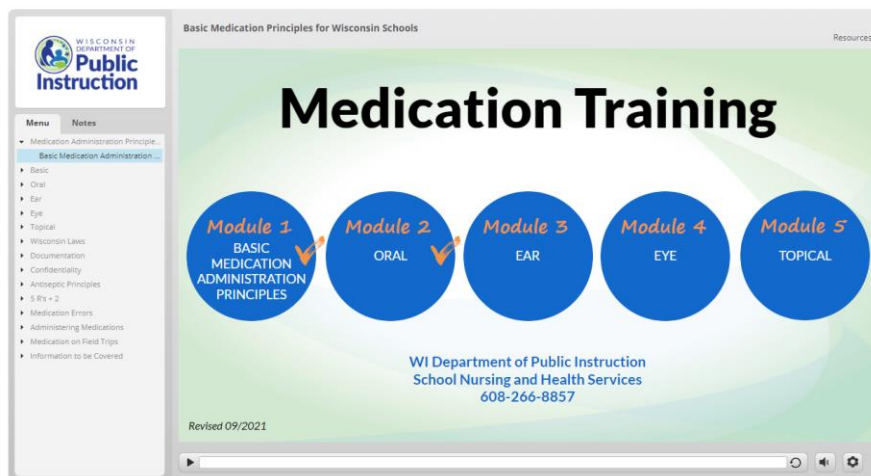 Basic Medication Principles for Wisconsin Schools
Resources
WISCONSIN
DEPARTMENT OF
Public
Instruction
Menu Notes
Medication Administration Principle...
Basic Medication Administration ...
Basic
Oral
Ear
Eye
Topical
Wisconsin Laws
Documentation
Confidentiality
Antiseptic Principles
5 R's + 2
Medication Errors
Administering Medications
Medication on Field Trips
Information to be Covered
Medication Training
Module 1
BASIC
MEDICATION
ADMINISTRATION
PRINCIPLES
Module 2
ORAL
Module 3
EAR
Module 4
EYE
Module 5
TOPICAL
WI Department of Public Instruction
School Nursing and Health Services
608-266-8857
Revised 09/2021